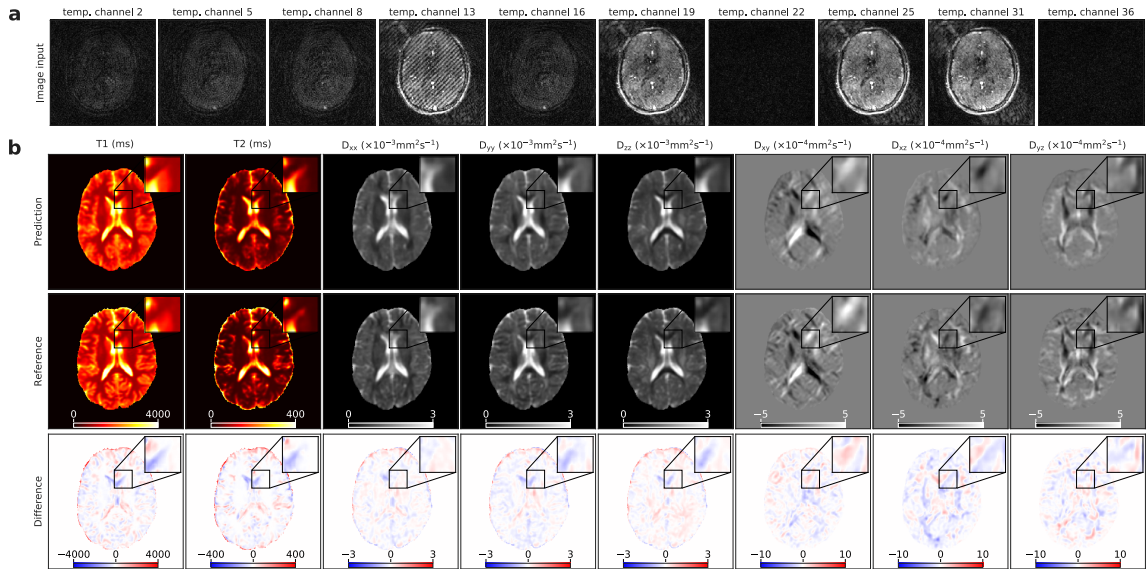 a
temp. channel 2 temp. channel 5 temp. channel 8 temp. channel 13 temp. channel 16 temp. channel 19 temp. channel 22 temp. channel 25 temp. channel 31 temp. channel 36
Image input
b
T1 (ms) T2 (ms) Dxx (×10⁻³mm²s⁻¹) Dyy (×10⁻³mm²s⁻¹) Dzz (×10⁻³mm²s⁻¹) Dxy (×10⁻⁴mm²s⁻¹) Dxz (×10⁻⁴mm²s⁻¹) Dyz (×10⁻⁴mm²s⁻¹)
Prediction
Reference
0 4000 0 400 0 3 0 3 0 3 −5 5 −5 5 −5 5
Difference
−4000 0 4000 −400 0 400 −3 0 3 −3 0 3 −3 0 3 −10 0 10 −10 0 10 −10 0 10